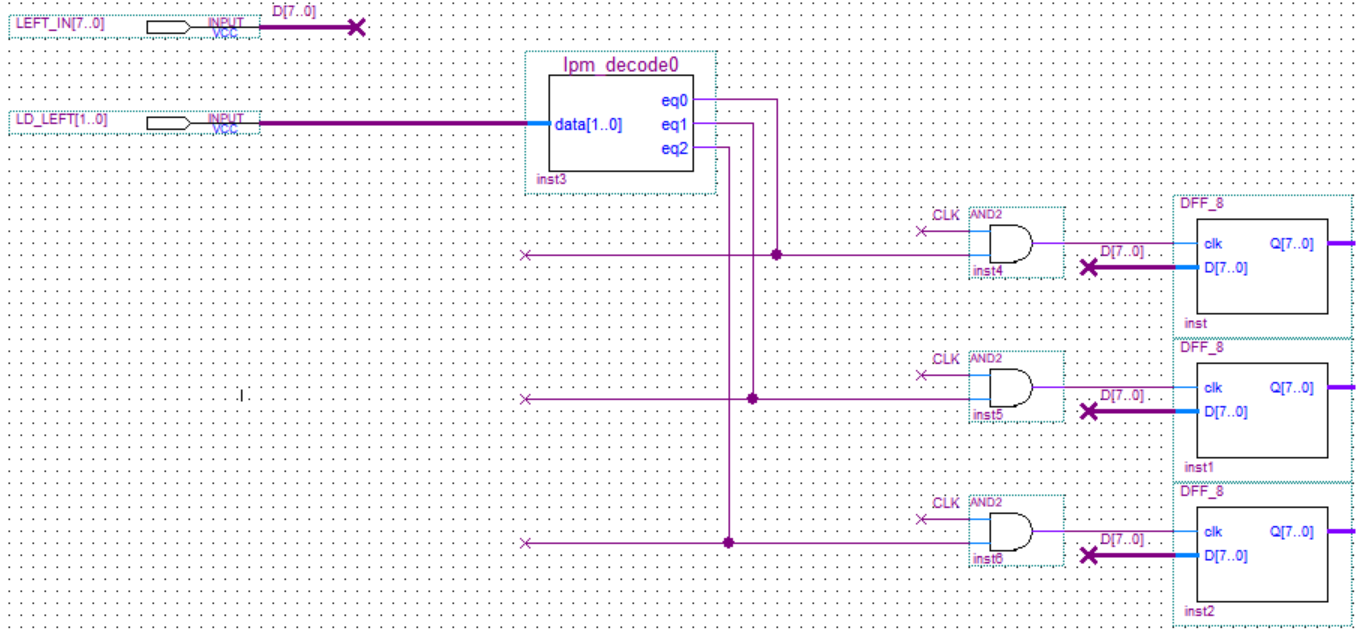 D[7..0]
LEFT_IN[7..0]
INPUT
VCC
lpm_decode0
LD_LEFT[1..0]
INPUT
VCC
data[1..0]
eq0
eq1
eq2
inst3
CLK
AND2
inst4
D[7..0]
DFF_8
clk
Q[7..0]
D[7..0]
inst
CLK
AND2
inst5
D[7..0]
DFF_8
clk
Q[7..0]
D[7..0]
inst1
CLK
AND2
inst6
D[7..0]
DFF_8
clk
Q[7..0]
D[7..0]
inst2